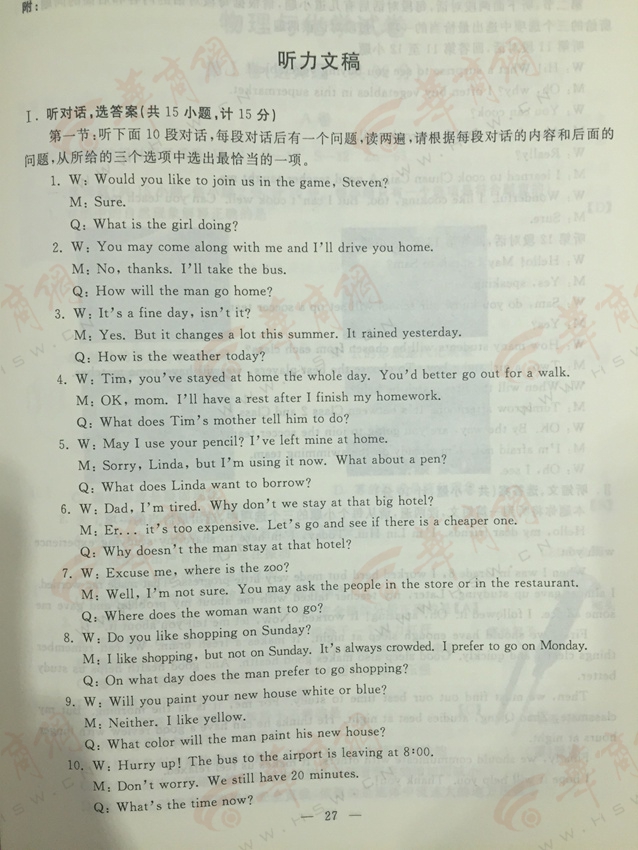 附:
听力文稿
Ⅰ. 听对话,选答案(共 15 小题,计 15 分)
第一节:听下面 10 段对话,每段对话后有一个问题,读两遍,请根据每段对话的内容和后面的
问题,从所给的三个选项中选出最恰当的一项。
1. W: Would you like to join us in the game, Steven?
M: Sure.
Q: What is the girl doing?
2. W: You may come along with me and I'll drive you home.
M: No, thanks. I'll take the bus.
Q: How will the man go home?
3. W: It's a fine day, isn't it?
M: Yes. But it changes a lot this summer. It rained yesterday.
Q: How is the weather today?
4. W: Tim, you've stayed at home the whole day. You'd better go out for a walk.
M: OK, mom. I'll have a rest after I finish my homework.
Q: What does Tim's mother tell him to do?
5. W: May I use your pencil? I've left mine at home.
M: Sorry, Linda, but I'm using it now. What about a pen?
Q: What does Linda want to borrow?
6. W: Dad, I'm tired. Why don't we stay at that big hotel?
M: Er... it's too expensive. Let's go and see if there is a cheaper one.
Q: Why doesn't the man stay at that hotel?
7. W: Excuse me, where is the zoo?
M: Well, I'm not sure. You may ask the people in the store or in the restaurant.
Q: Where does the woman want to go?
8. W: Do you like shopping on Sunday?
M: I like shopping, but not on Sunday. It's always crowded. I prefer to go on Monday.
Q: On what day does the man prefer to go shopping?
9. W: Will you paint your new house white or blue?
M: Neither. I like yellow.
Q: What color will the man paint his new house?
10. W: Hurry up! The bus to the airport is leaving at 8:00.
M: Don't worry. We still have 20 minutes.
Q: What's the time now?
— 27 —